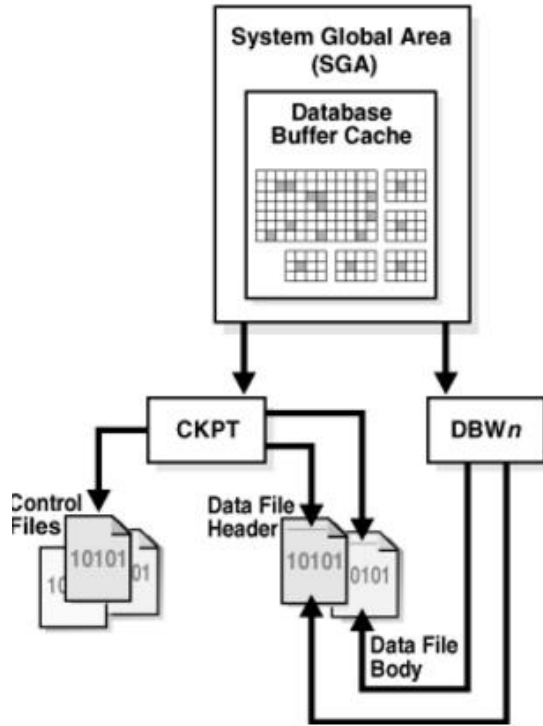 System Global Area
(SGA)
Database
Buffer Cache
CKPT
DBWn
Control
Files
Data File
Header
10101
10
01
10101
0101
Data File
Body